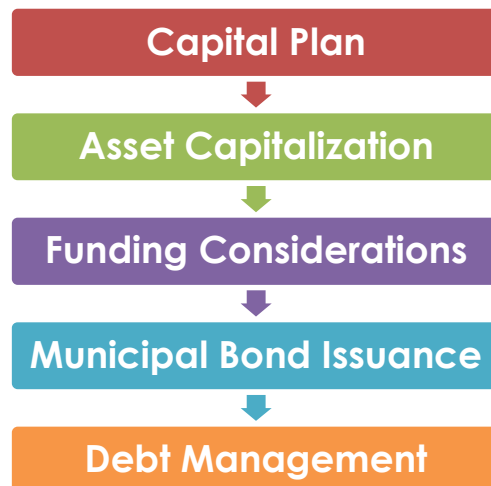 Capital Plan
Asset Capitalization
Funding Considerations
Municipal Bond Issuance
Debt Management